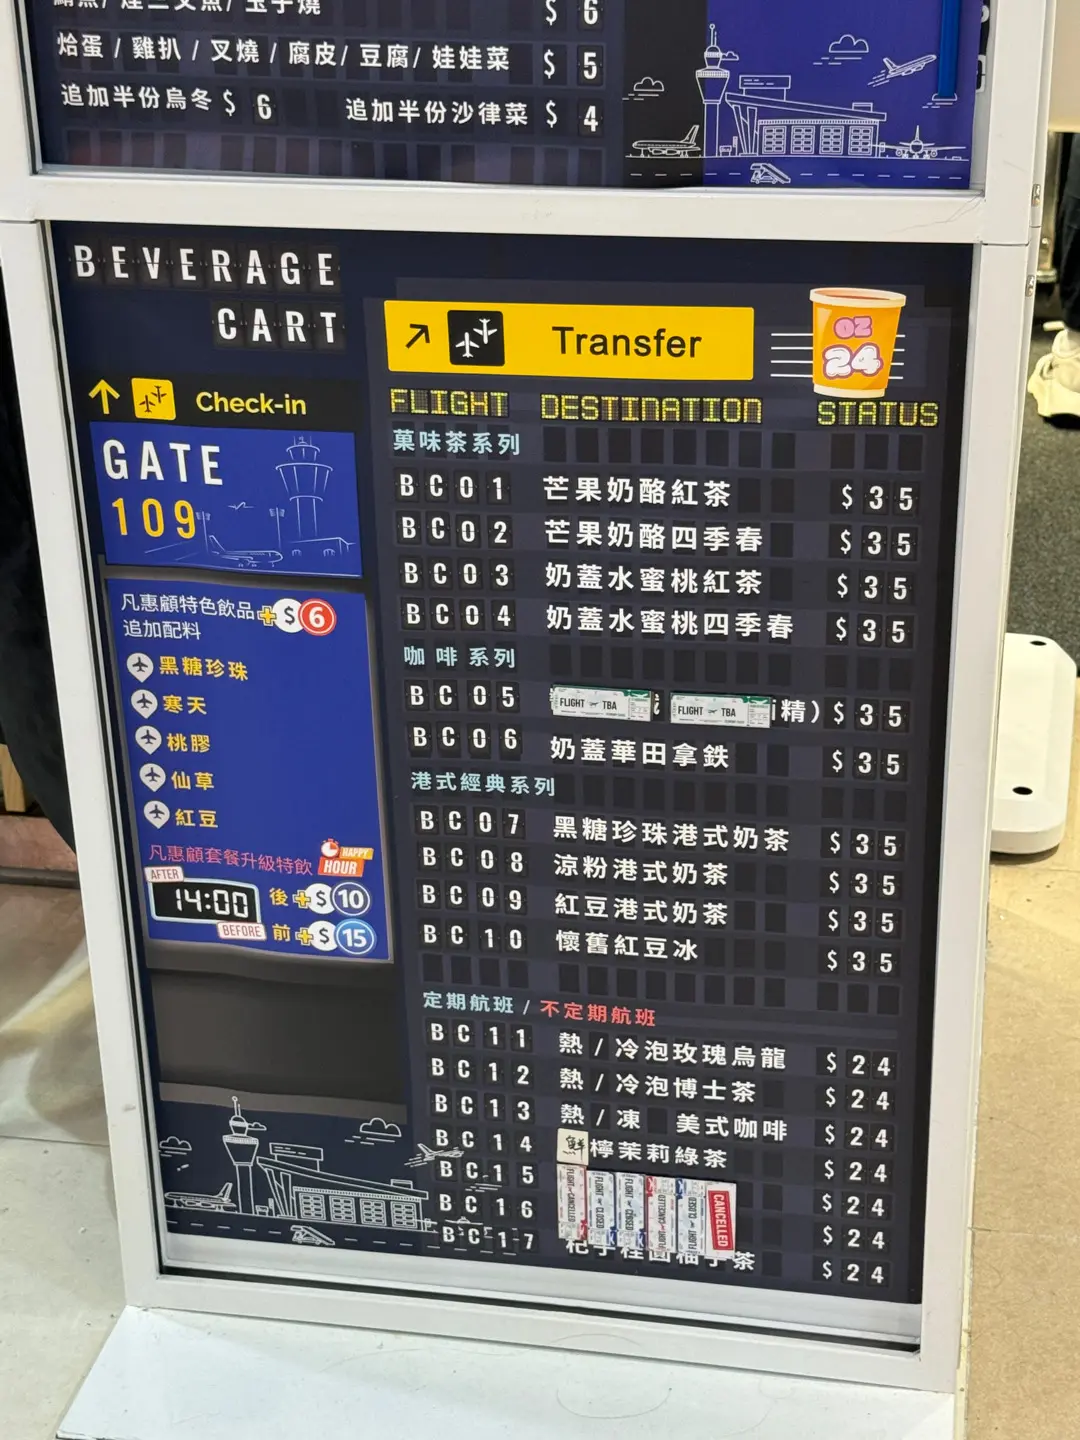 $ 6
烚蛋 / 雞扒 / 叉燒 / 腐皮 / 豆腐 / 娃娃菜 $ 5
追加半份烏冬 $ 6 追加半份沙律菜 $ 4
BEVERAGE
CART
Transfer
OZ
24
Check-in
GATE
109
凡惠顧特色飲品+$6
追加配料
黑糖珍珠
寒天
桃膠
仙草
紅豆
凡惠顧套餐升級特飲 HAPPY HOUR
AFTER
14:00 後+$10
BEFORE 前+$15
FLIGHT DESTINATION STATUS
菓味茶系列
BC01 芒果奶酪紅茶 $35
BC02 芒果奶酪四季春 $35
BC03 奶蓋水蜜桃紅茶 $35
BC04 奶蓋水蜜桃四季春 $35
咖啡系列
BC05 FLIGHT TBA FLIGHT TBA 精) $35
BC06 奶蓋華田拿鉄 $35
港式經典系列
BC07 黑糖珍珠港式奶茶 $35
BC08 涼粉港式奶茶 $35
BC09 紅豆港式奶茶 $35
BC10 懷舊紅豆冰 $35
定期航班 / 不定期航班
BC11 熱 / 冷泡玫瑰烏龍 $24
BC12 熱 / 冷泡博士茶 $24
BC13 熱 / 凍 美式咖啡 $24
BC14 鮮檸茉莉綠茶 $24
BC15 $24
BC16 $24
BC17 茶 $24
CANCELLED